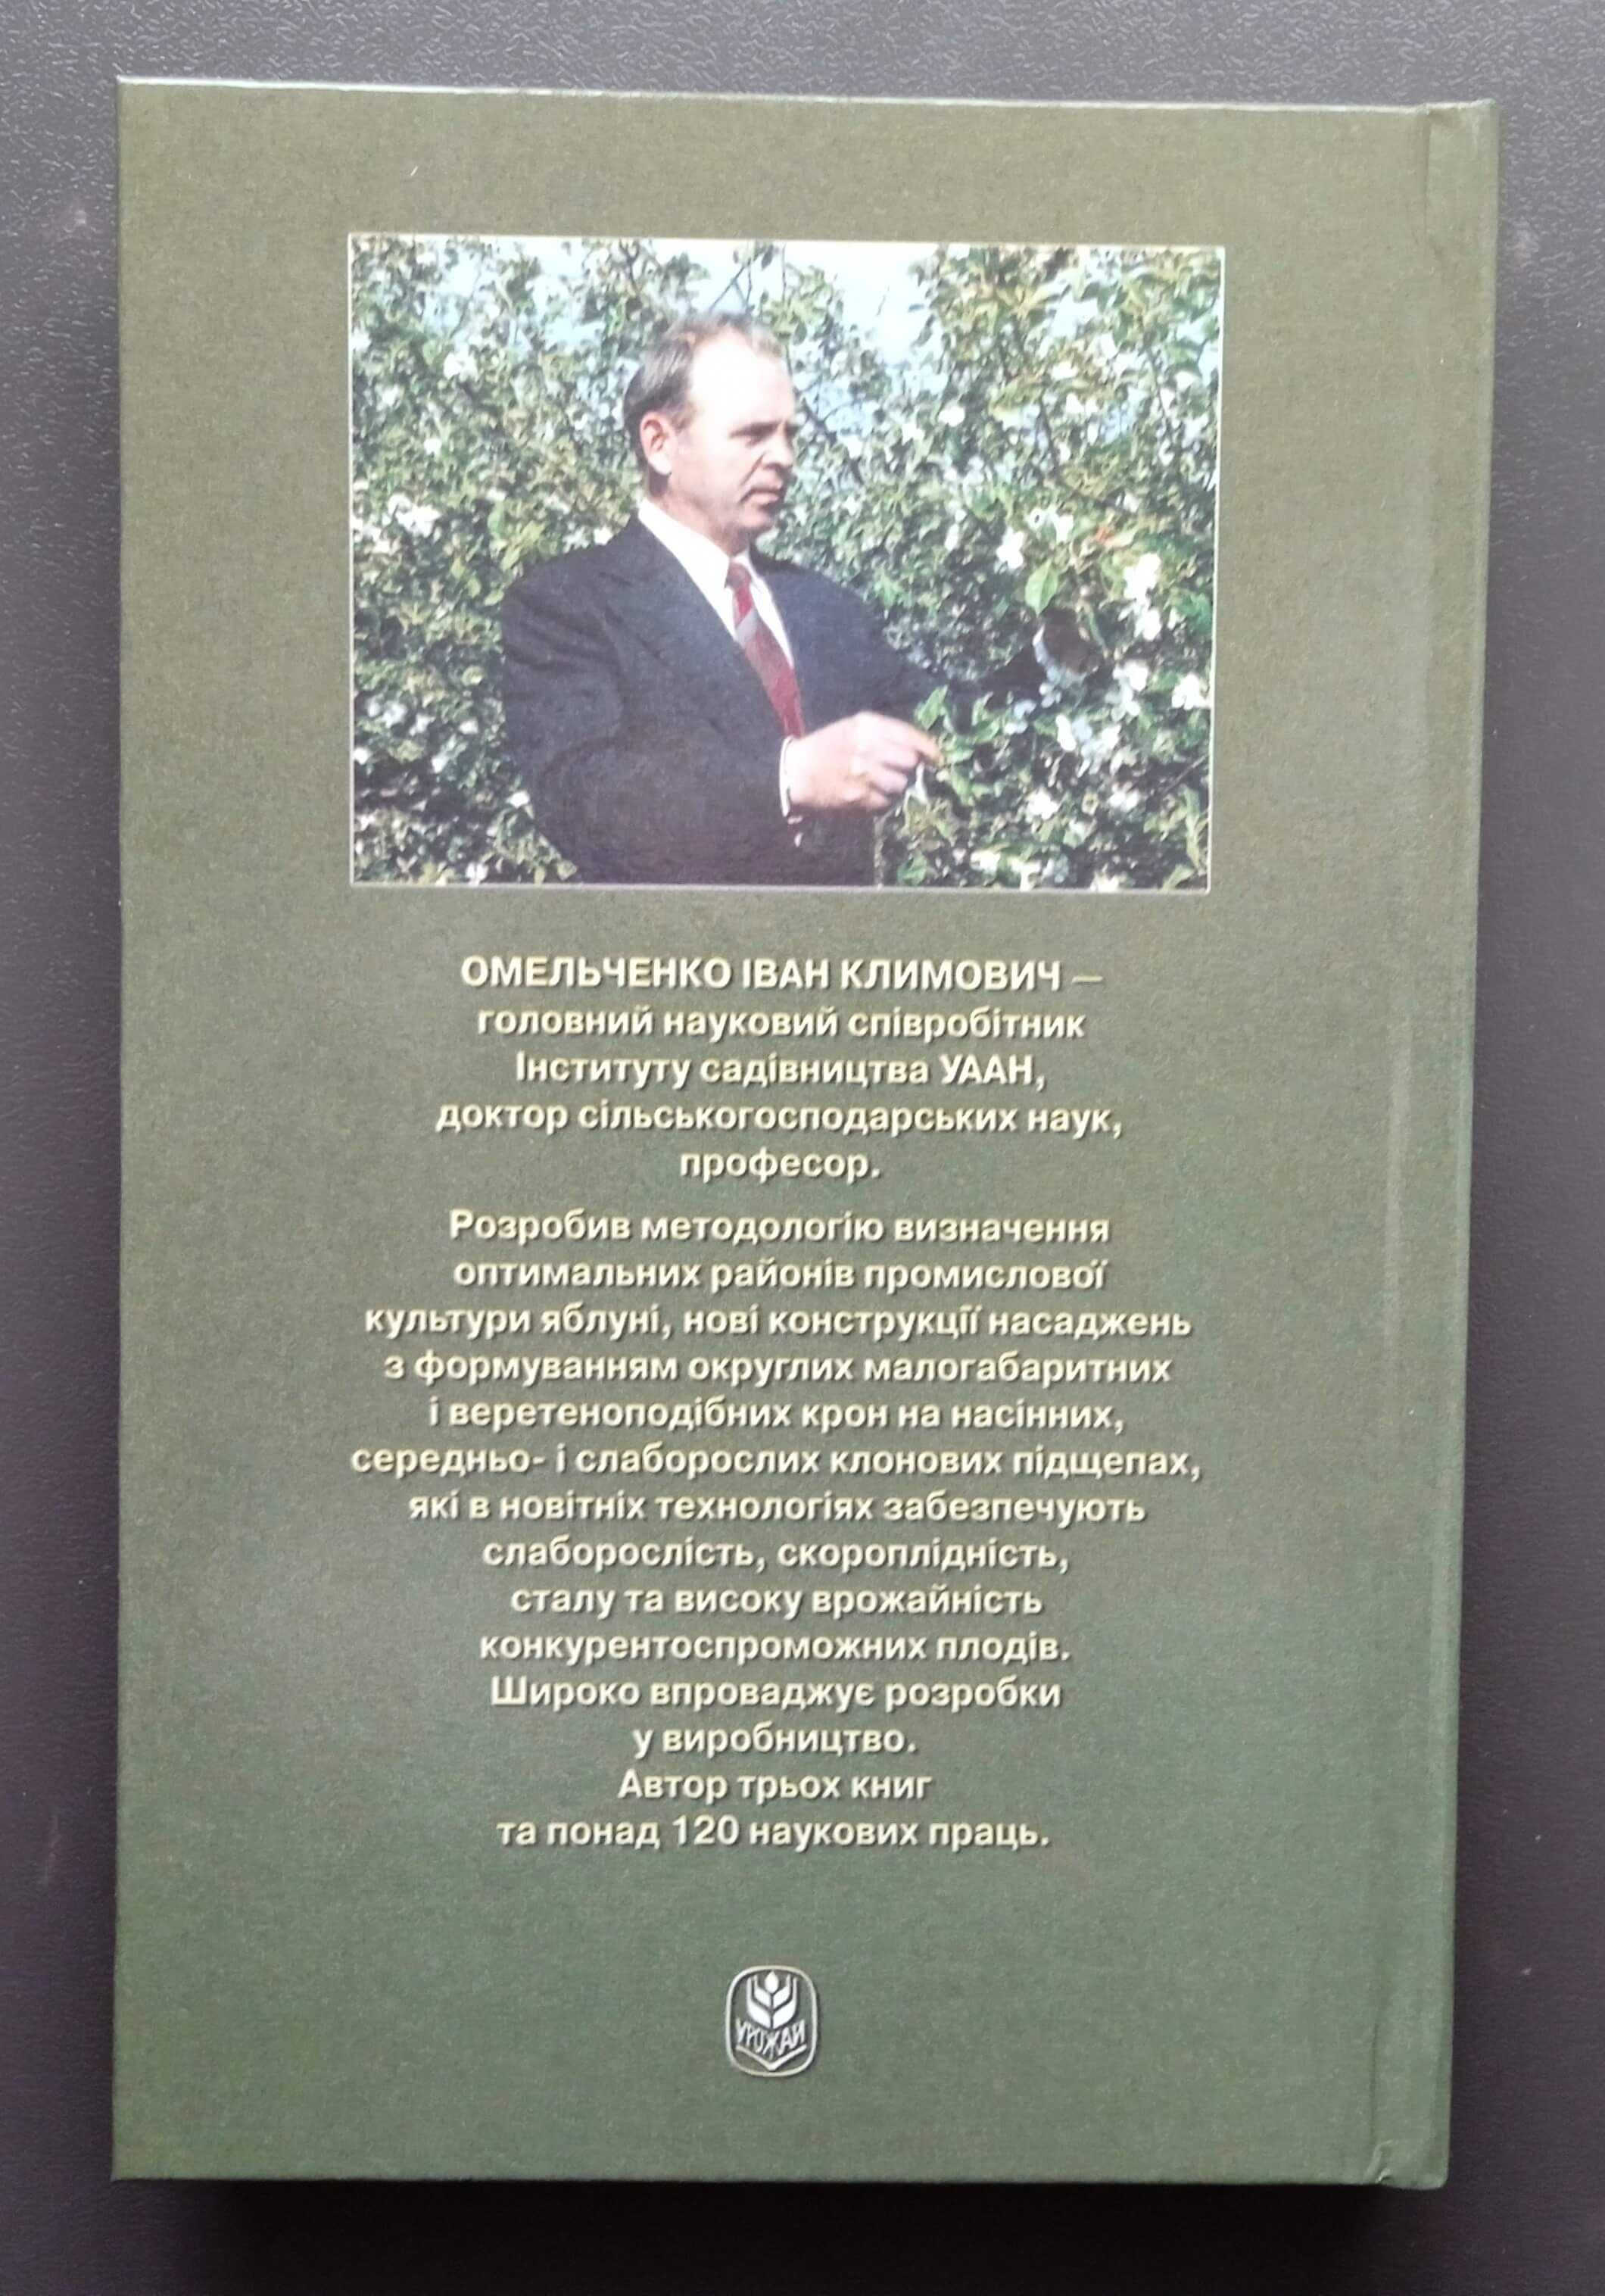 ОМЕЛЬЧЕНКО ІВАН КЛИМОВИЧ —
головний науковий співробітник
Інституту садівництва УААН,
доктор сільськогосподарських наук,
професор.
Розробив методологію визначення
оптимальних районів промислової
культури яблуні, нові конструкції насаджень
з формуванням округлих малогабаритних
і веретеноподібних крон на насінних,
середньо- і слаборослих клонових підщепах,
які в новітніх технологіях забезпечують
слаборослість, скороплідність,
сталу та високу врожайність
конкурентоспроможних плодів.
Широко впроваджує розробки
у виробництво.
Автор трьох книг
та понад 120 наукових праць.
УРОЖАЙ